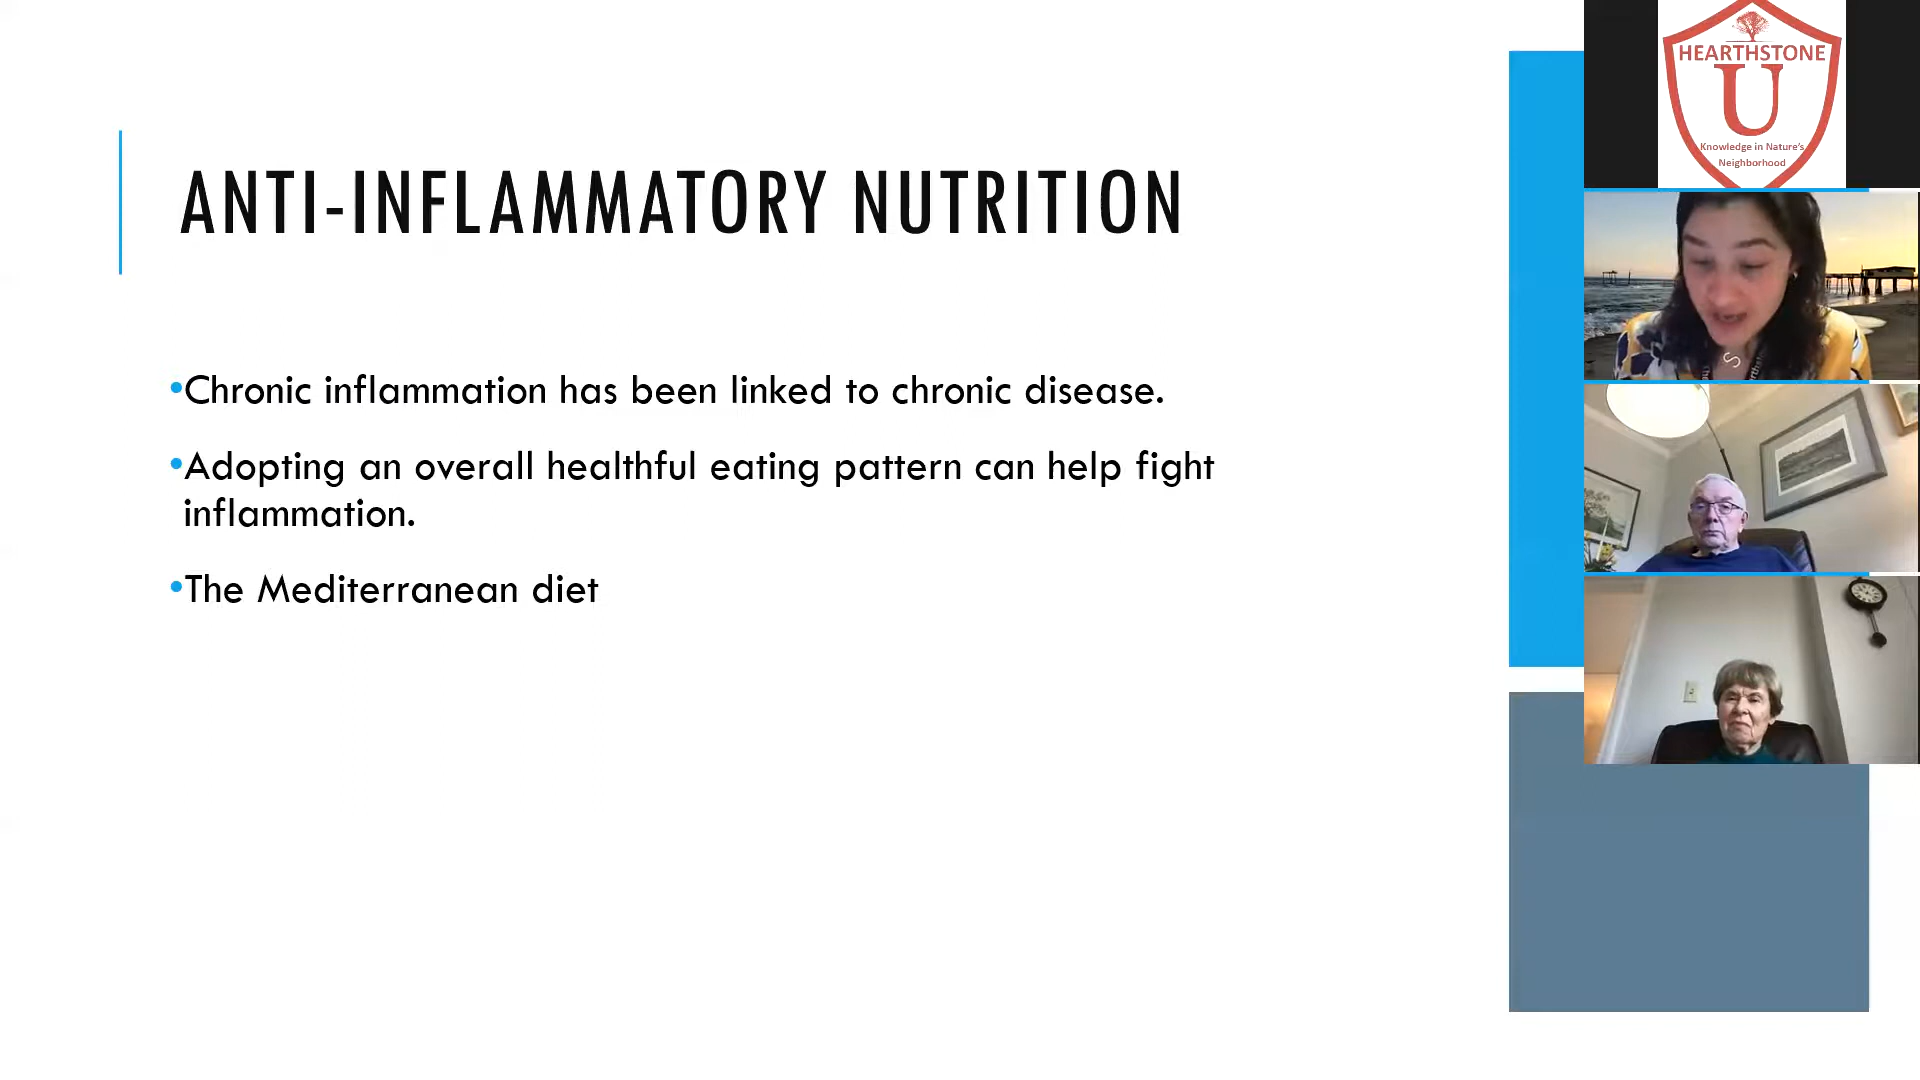 ANTI-INFLAMMATORY NUTRITION
•Chronic inflammation has been linked to chronic disease.
•Adopting an overall healthful eating pattern can help fight
inflammation.
•The Mediterranean diet
HEARTHSTONE
U
Knowledge in Nature's
Neighborhood